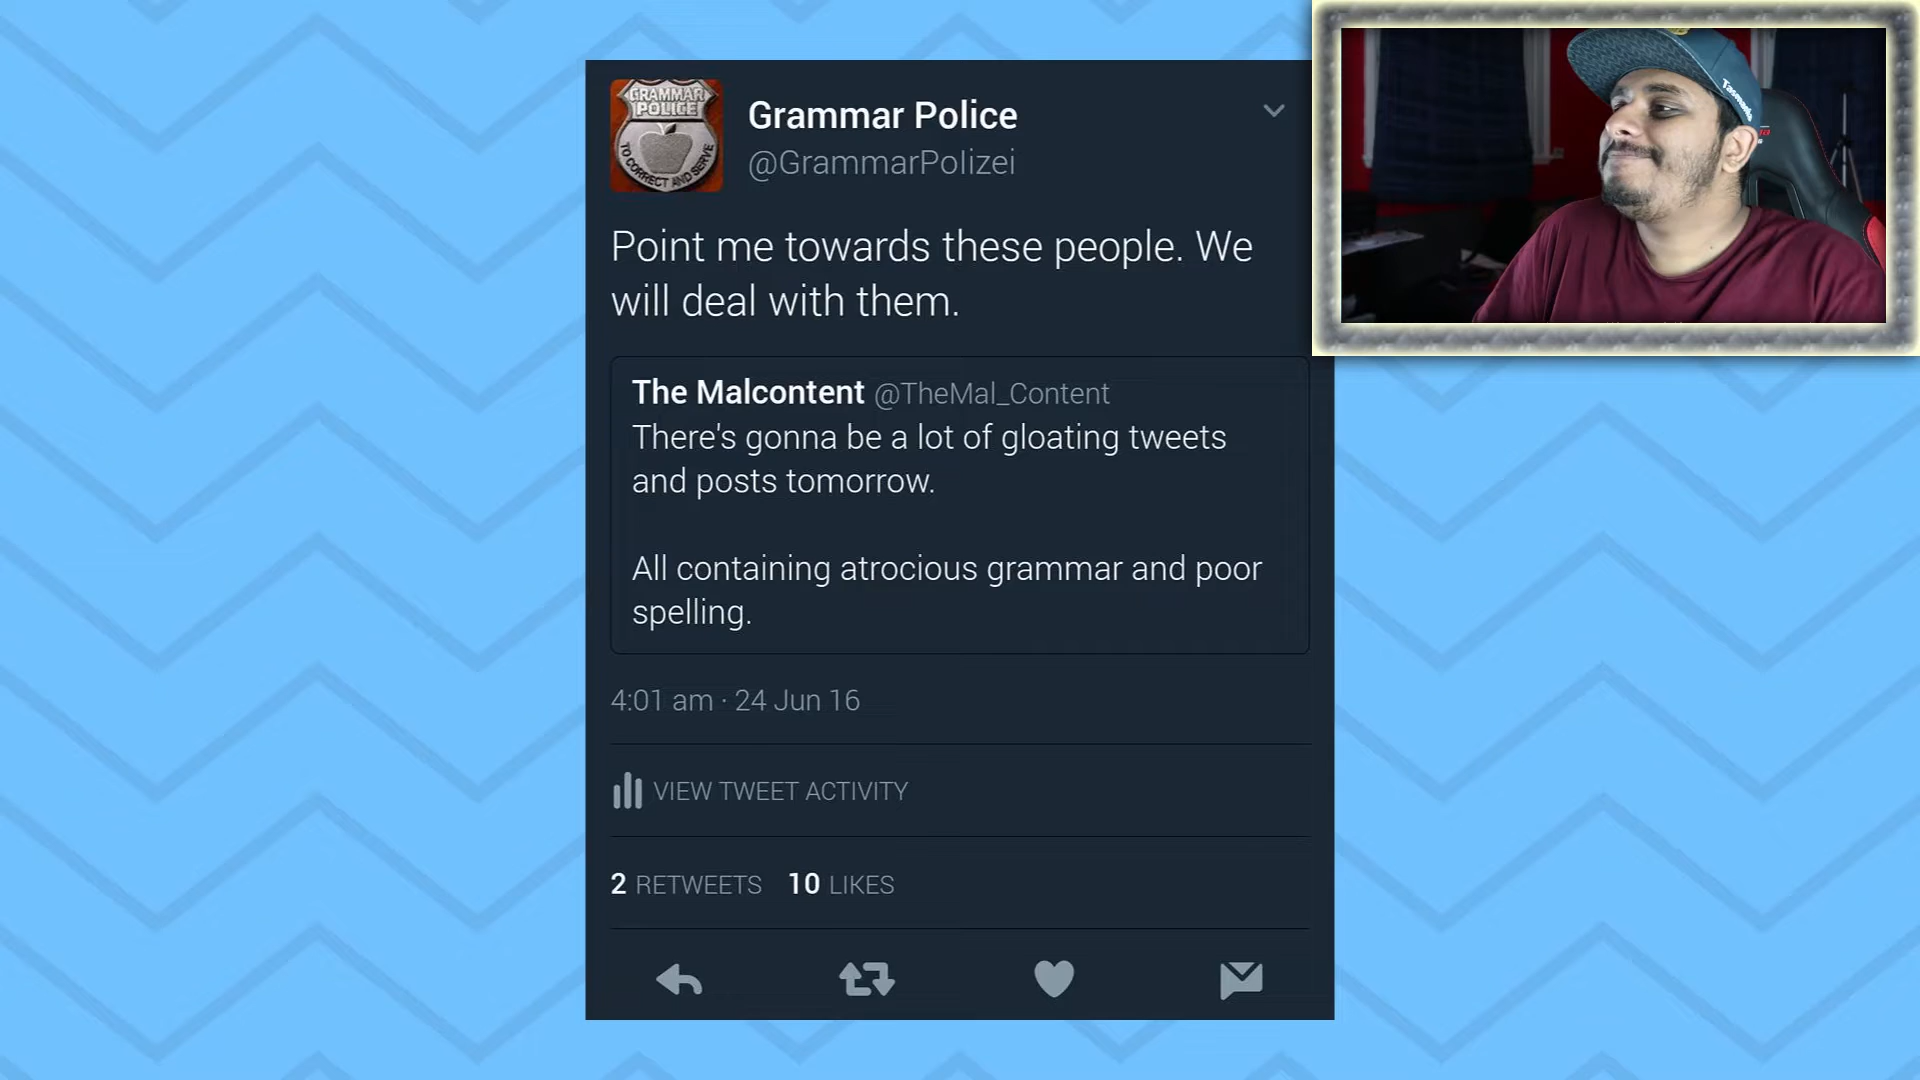 GRAMMAR
POLICE
TO CORRECT AND SERVE
Grammar Police
@GrammarPolizei
Point me towards these people. We
will deal with them.
The Malcontent @TheMal_Content
There's gonna be a lot of gloating tweets
and posts tomorrow.
All containing atrocious grammar and poor
spelling.
4:01 am · 24 Jun 16
VIEW TWEET ACTIVITY
2 RETWEETS 10 LIKES
Tasmania